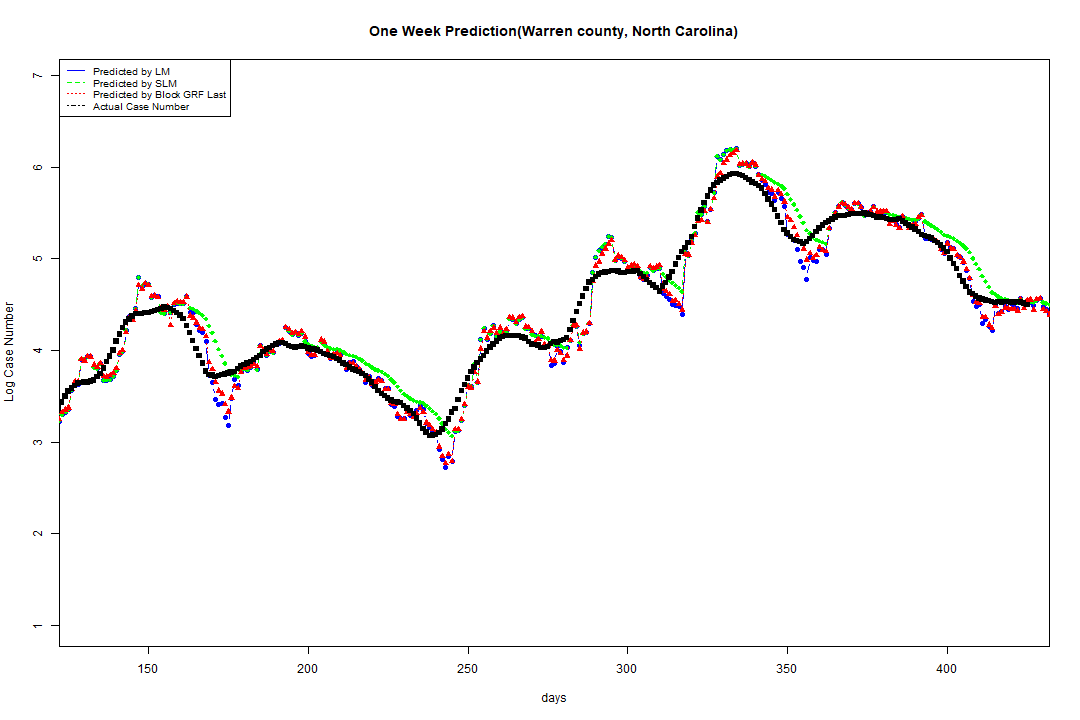 One Week Prediction(Warren county, North Carolina)
Predicted by LM
Predicted by SLM
Predicted by Block GRF Last
Actual Case Number
7
6
5
4
3
2
1
Log Case Number
150 200 250 300 350 400
days